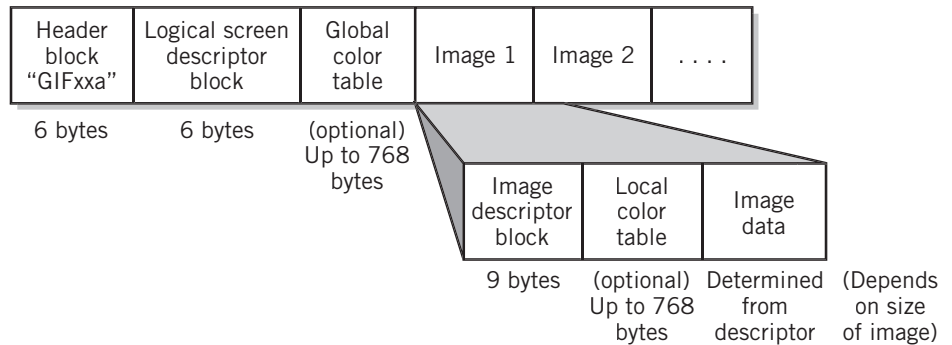 Header
block
“GIFxxa”
Logical screen
descriptor
block
Global
color
table
Image 1
Image 2
. . . .
6 bytes
6 bytes
(optional)
Up to 768
bytes
Image
descriptor
block
Local
color
table
Image
data
9 bytes
(optional)
Up to 768
bytes
Determined
from
descriptor
(Depends
on size
of image)